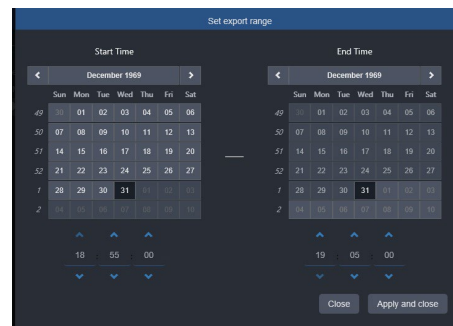 Set export range
Start Time End Time
December 1969 December 1969
Sun Mon Tue Wed Thu Fri Sat Sun Mon Tue Wed Thu Fri Sat
49 30 01 02 03 04 05 06 49 30 01 02 03 04 05 06
50 07 08 09 10 11 12 13 50 07 08 09 10 11 12 13
51 14 15 16 17 18 19 20 51 14 15 16 17 18 19 20
52 21 22 23 24 25 26 27 52 21 22 23 24 25 26 27
1 28 29 30 31 01 02 03 1 28 29 30 31 01 02 03
2 04 05 06 07 08 09 10 2 04 05 06 07 08 09 10
18 : 55 : 00 19 : 05 : 00
Close Apply and close